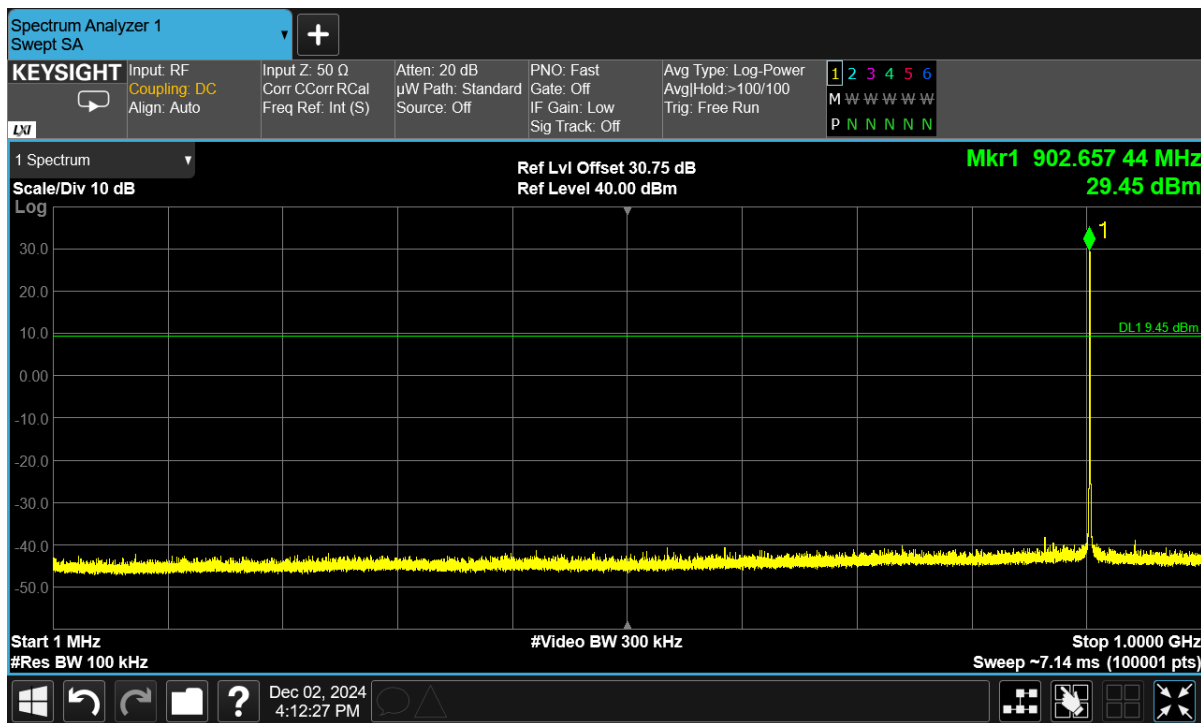 Spectrum Analyzer 1
Swept SA
KEYSIGHT
LXI
Input: RF
Coupling: DC
Align: Auto
Input Z: 50 Ω
Corr CCorr RCal
Freq Ref: Int (S)
Atten: 20 dB
µW Path: Standard
Source: Off
PNO: Fast
Gate: Off
IF Gain: Low
Sig Track: Off
Avg Type: Log-Power
Avg|Hold:>100/100
Trig: Free Run
1 2 3 4 5 6
M W W W W W
P N N N N N
1 Spectrum
Scale/Div 10 dB
Ref Lvl Offset 30.75 dB
Ref Level 40.00 dBm
Mkr1 902.657 44 MHz
29.45 dBm
Log
1
30.0
20.0
10.0
DL1 9.45 dBm
0.00
-10.0
-20.0
-30.0
-40.0
-50.0
Start 1 MHz
#Res BW 100 kHz
#Video BW 300 kHz
Stop 1.0000 GHz
Sweep ~7.14 ms (100001 pts)
?
Dec 02, 2024
4:12:27 PM